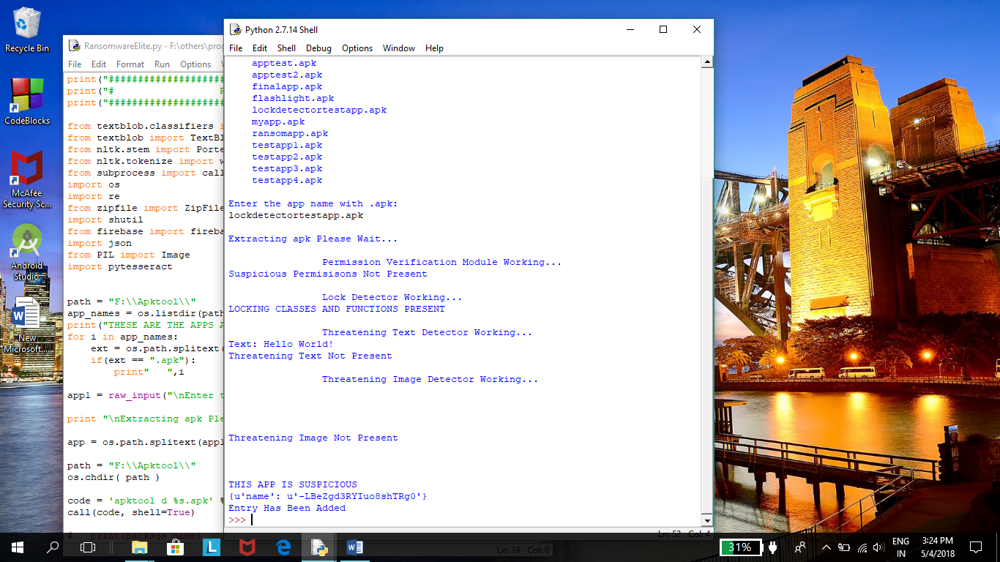 Recycle Bin
CodeBlocks
McAfee
Security Sc...
Android
Studio
New
Microsoft....
RansomwareElite.py - F:\others\prog
File Edit Format Run Options
print("
print("#
print("
from textblob.classifiers i
from textblob import TextBl
from nltk.stem import Porte
from nltk.tokenize import w
from subprocess import call
import os
import re
from zipfile import ZipFile
import shutil
from firebase import fireba
import json
from PIL import Image
import pytesseract
path = "F:\\Apktool\\"
app_names = os.listdir(path
print("THESE ARE THE APPS A
for i in app_names:
ext = os.path.splitext(
if(ext == ".apk"):
print" ",i
app1 = raw_input("\nEnter t
print "\nExtracting apk Ple
app = os.path.splitext(app1
path = "F:\\Apktool\\"
os.chdir( path )
code = 'apktool d %s.apk' %
call(code, shell=True)
# print(package_name)
Ln: 19 Col: 0
Python 2.7.14 Shell
File Edit Shell Debug Options Window Help
apptest.apk
apptest2.apk
finalapp.apk
flashlight.apk
lockdetectortestapp.apk
myapp.apk
ransomapp.apk
testapp1.apk
testapp2.apk
testapp3.apk
testapp4.apk
Enter the app name with .apk:
lockdetectortestapp.apk
Extracting apk Please Wait...
Permission Verification Module Working...
Suspicious Permisisons Not Present
Lock Detector Working...
LOCKING CLASSES AND FUNCTIONS PRESENT
Threatening Text Detector Working...
Text: Hello World!
Threatening Text Not Present
Threatening Image Detector Working...
Threatening Image Not Present
THIS APP IS SUSPICIOUS
{u'name': u'-LBeZgd3RYIuo8shTRg0'}
Entry Has Been Added
>>>
Ln: 52 Col: 4
L
31%
ENG
IN
3:24 PM
5/4/2018